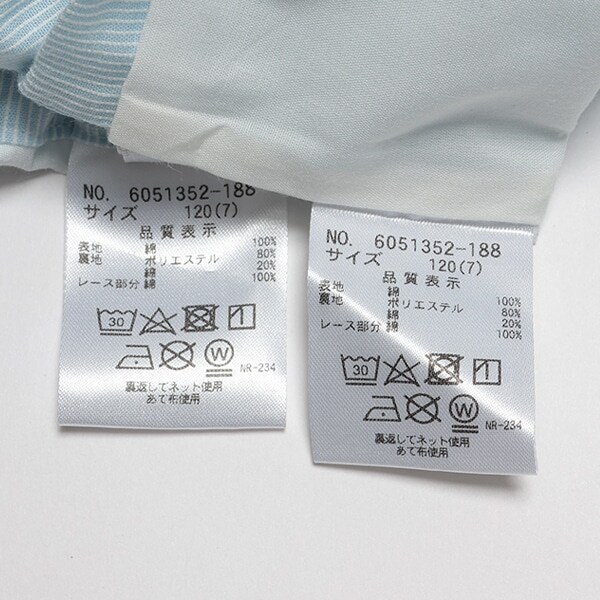 NO. 6051352-188
サイズ 120(7)
品質表示
表地 綿 100%
裏地 ポリエステル 80%
綿 20%
レース部分 綿 100%
30
NR-234
裏返してネット使用
あて布使用
NO. 6051352-188
サイズ 120(7)
品質表示
表地 綿 100%
裏地 ポリエステル 80%
綿 20%
レース部分 綿 100%
30
W
NR-234
裏返してネット使用
あて布使用